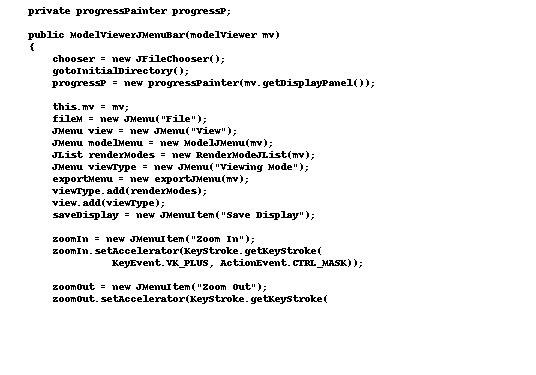 private progressPainter progressP;

public ModelViewerJMenuBar(modelViewer mv)
{
    chooser = new JFileChooser();
    gotoInitialDirectory();
    progressP = new progressPainter(mv.getDisplayPanel());

    this.mv = mv;
    fileM = new JMenu("File");
    JMenu view = new JMenu("View");
    JMenu modelMenu = new ModelJMenu(mv);
    JList renderModes = new RenderModeJList(mv);
    JMenu viewType = new JMenu("Viewing Mode");
    exportMenu = new exportJMenu(mv);
    viewType.add(renderModes);
    view.add(viewType);
    saveDisplay = new JMenuItem("Save Display");

    zoomIn = new JMenuItem("Zoom In");
    zoomIn.setAccelerator(KeyStroke.getKeyStroke(
            KeyEvent.VK_PLUS, ActionEvent.CTRL_MASK));

    zoomOut = new JMenuItem("Zoom Out");
    zoomOut.setAccelerator(KeyStroke.getKeyStroke(